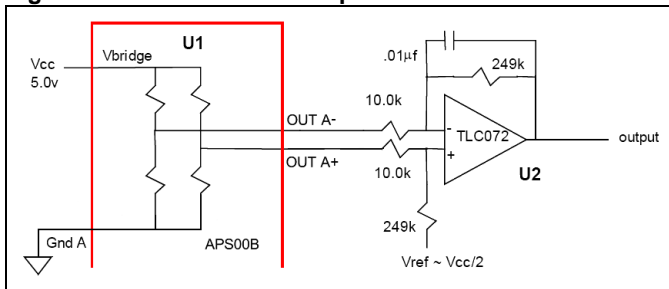 U1
Vcc
5.0v
Vbridge
.01µf
249k
10.0k
OUT A-
-
TLC072
output
OUT A+
+
10.0k
U2
249k
Gnd A
APS00B
Vref ~ Vcc/2